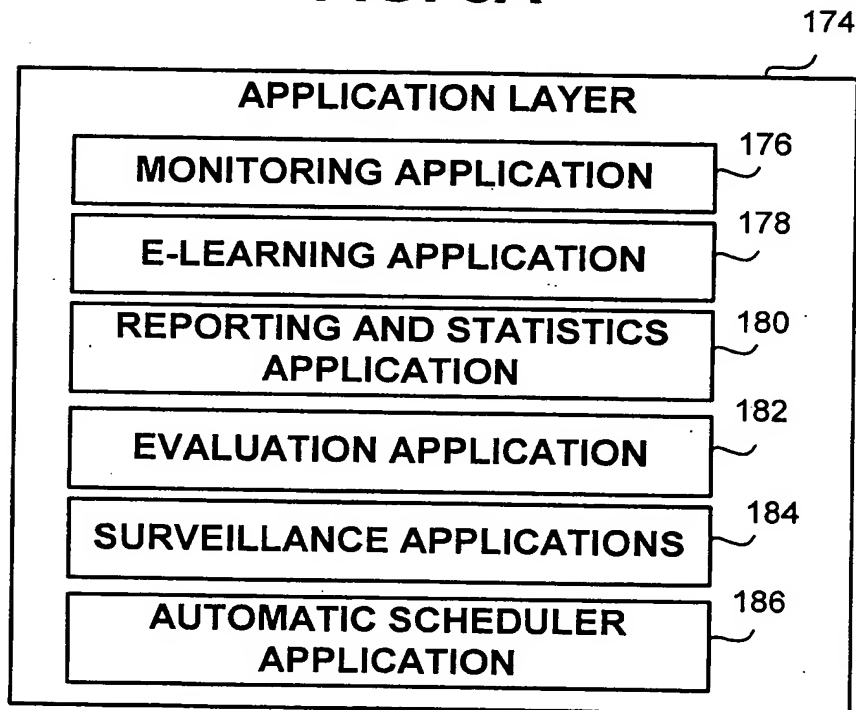 174
APPLICATION LAYER
MONITORING APPLICATION
176
E-LEARNING APPLICATION
178
REPORTING AND STATISTICS
APPLICATION
180
EVALUATION APPLICATION
182
SURVEILLANCE APPLICATIONS
184
AUTOMATIC SCHEDULER
APPLICATION
186